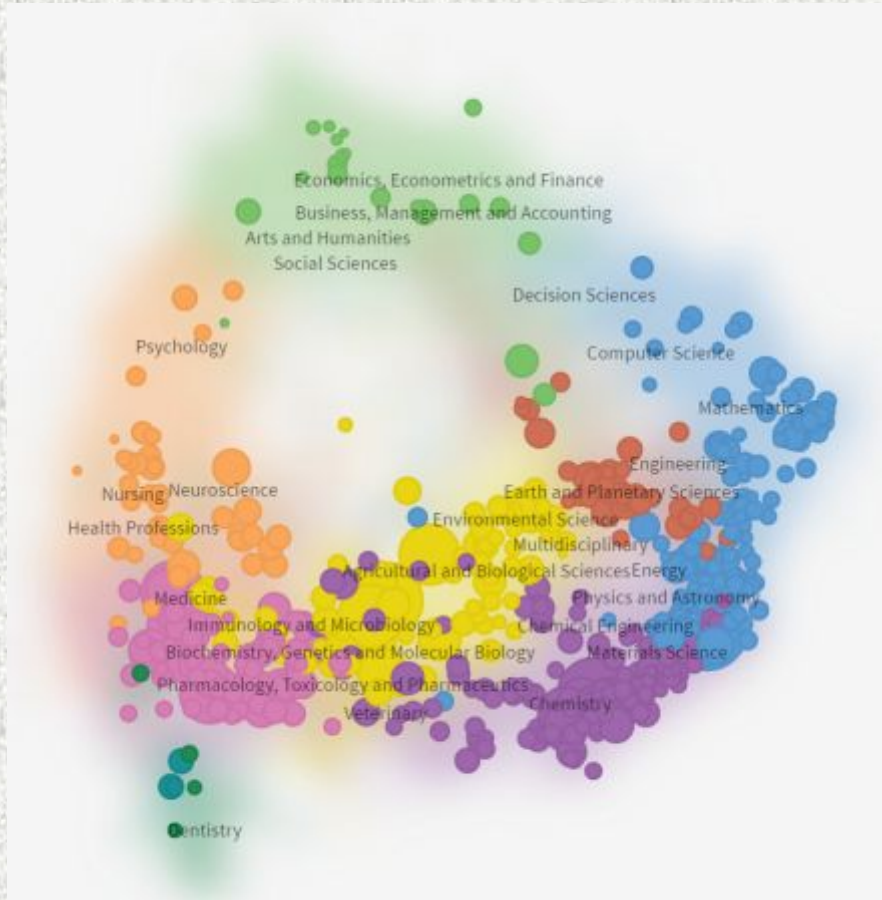 Economics, Econometrics and Finance
Business, Management and Accounting
Arts and Humanities
Social Sciences
Decision Sciences
Psychology
Computer Science
Mathematics
Engineering
Nursing
Neuroscience
Earth and Planetary Sciences
Health Professions
Environmental Science
Multidisciplinary
Agricultural and Biological Sciences
Energy
Medicine
Physics and Astronomy
Immunology and Microbiology
Chemical Engineering
Biochemistry, Genetics and Molecular Biology
Materials Science
Pharmacology, Toxicology and Pharmaceutics
Chemistry
Veterinary
Dentistry